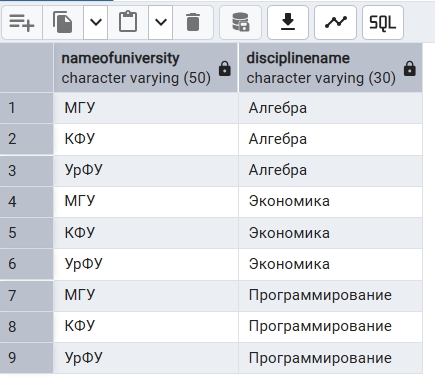 SQL
nameofuniversity disciplinename
character varying (50) character varying (30)
1 МГУ Алгебра
2 КФУ Алгебра
3 УрФУ Алгебра
4 МГУ Экономика
5 КФУ Экономика
6 УрФУ Экономика
7 МГУ Программирование
8 КФУ Программирование
9 УрФУ Программирование